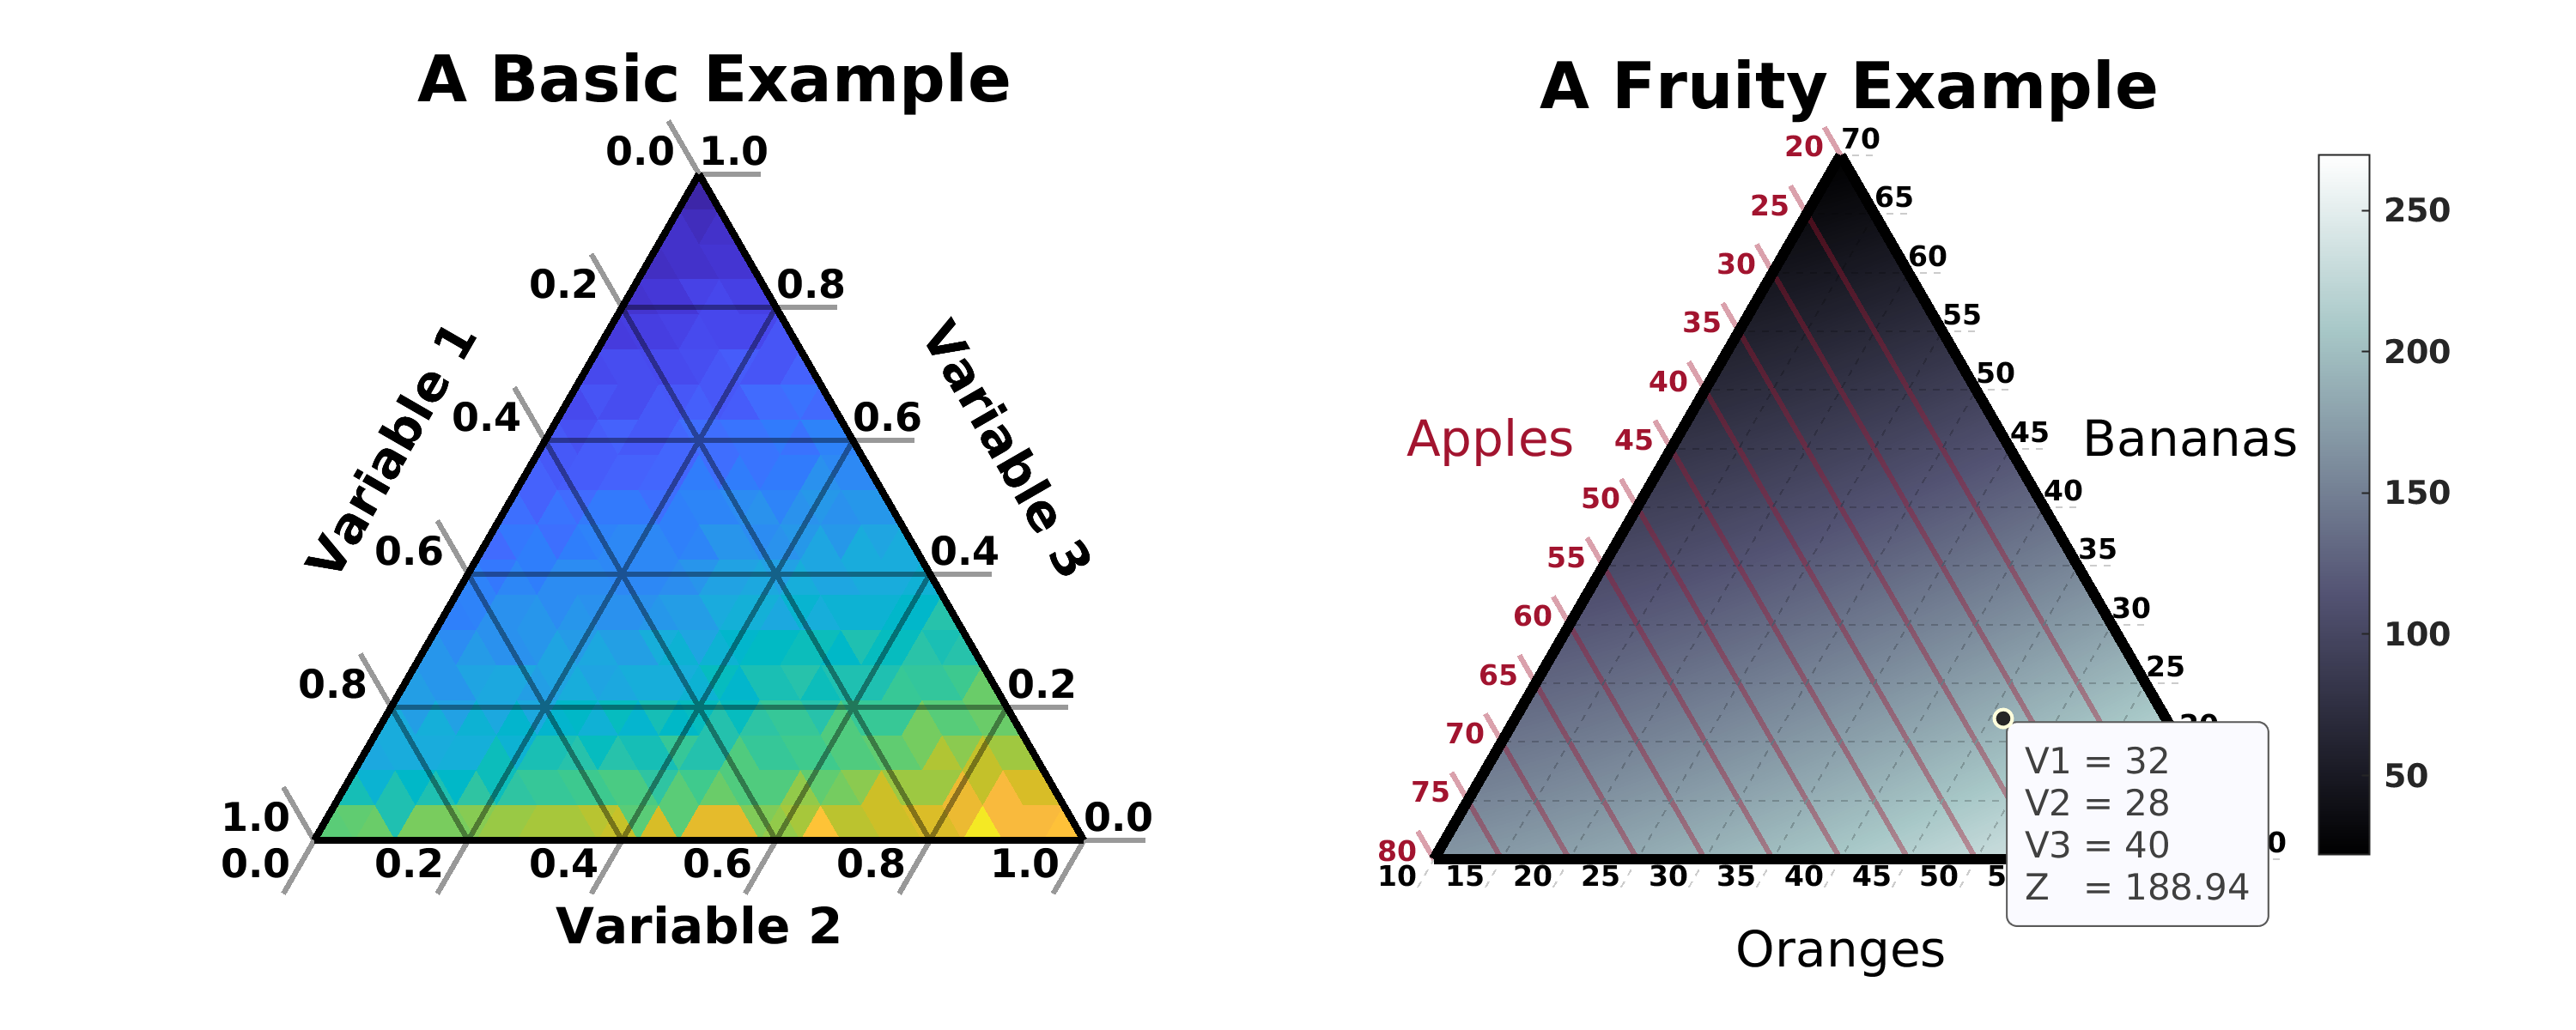 A Basic Example
0.0 1.0
0.2 0.8
Variable 1
Variable 3
0.4 0.6
0.6 0.4
0.8 0.2
1.0 0.0
0.0 0.2 0.4 0.6 0.8 1.0
Variable 2
A Fruity Example
20 70
25 65
30 60
35 55
40 50
Apples
45 45
Bananas
50 40
55 35
60 30
65 25
70
75
80
10 15 20 25 30 35 40 45 50
Oranges
V1 = 32
V2 = 28
V3 = 40
Z = 188.94
250
200
150
100
50